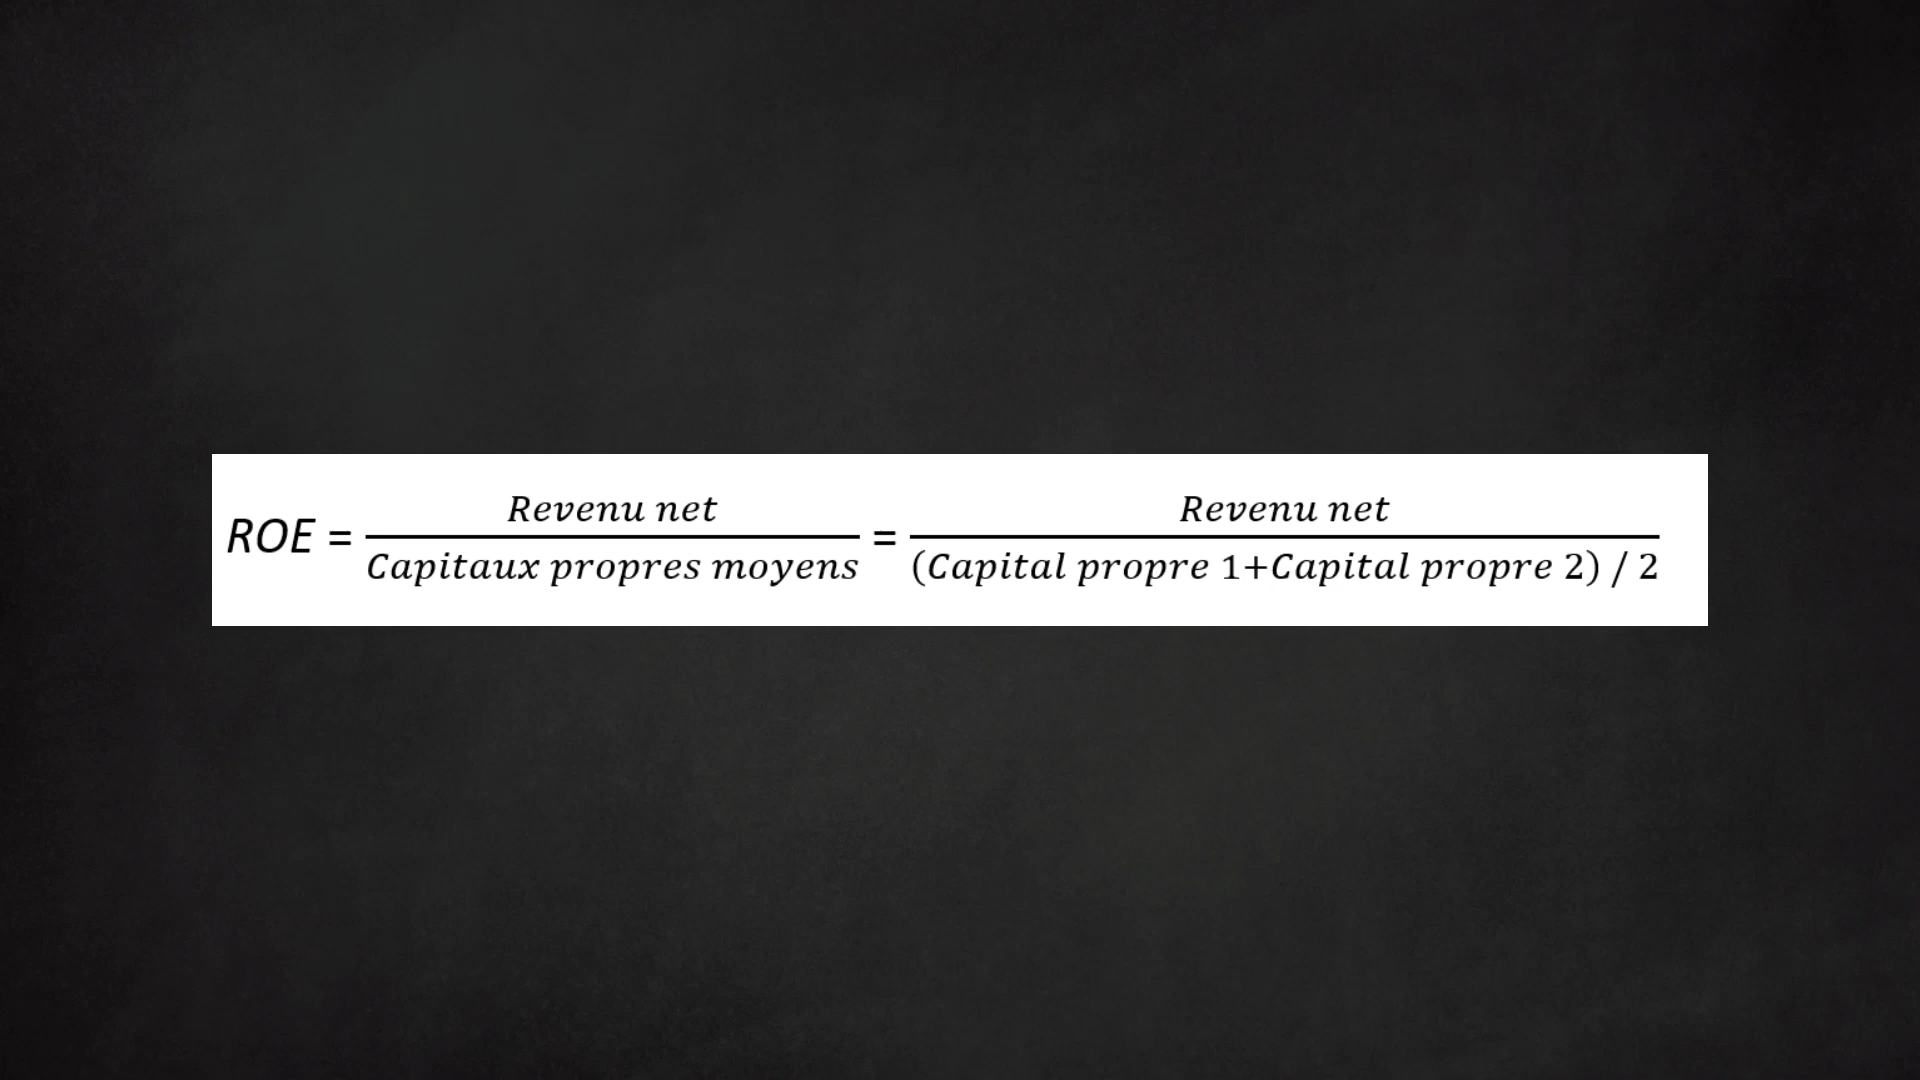 ROE = Revenu net / Capitaux propres moyens = Revenu net / (Capital propre 1+Capital propre 2) / 2